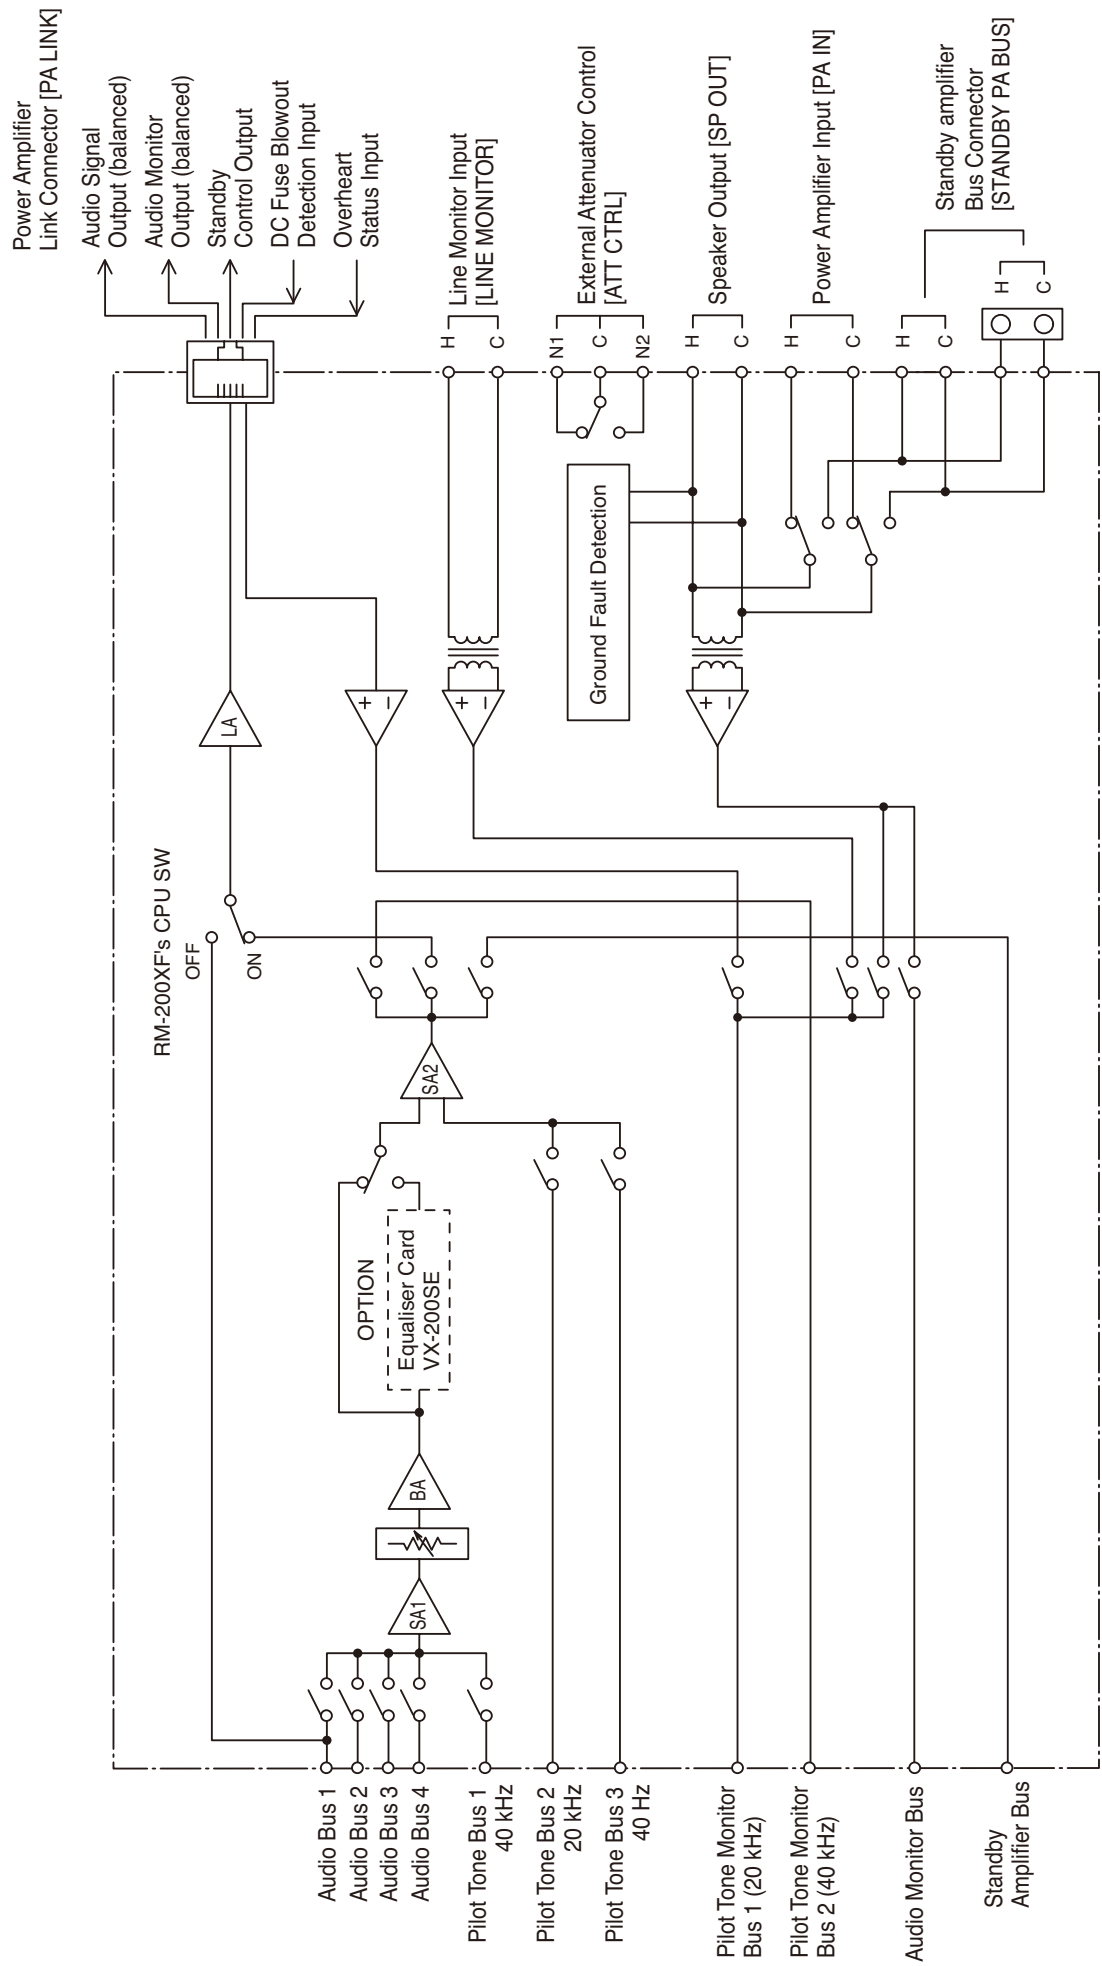 Power Amplifier
Link Connector [PA LINK]
Audio Signal
Output (balanced)
Audio Monitor
Output (balanced)
Standby
Control Output
DC Fuse Blowout
Detection Input
Overheart
Status Input
Line Monitor Input
[LINE MONITOR]
H
C
External Attenuator Control
[ATT CTRL]
N1
C
N2
Speaker Output [SP OUT]
H
C
Power Amplifier Input [PA IN]
H
C
Standby amplifier
Bus Connector
[STANDBY PA BUS]
H
C
H
C
Ground Fault Detection
LA
+
−
+
−
+
−
RM-200XF's CPU SW
OFF
ON
SA2
OPTION
Equaliser Card
VX-200SE
BA
SA1
Audio Bus 1
Audio Bus 2
Audio Bus 3
Audio Bus 4
Pilot Tone Bus 1
40 kHz
Pilot Tone Bus 2
20 kHz
Pilot Tone Bus 3
40 Hz
Pilot Tone Monitor
Bus 1 (20 kHz)
Pilot Tone Monitor
Bus 2 (40 kHz)
Audio Monitor Bus
Standby
Amplifier Bus